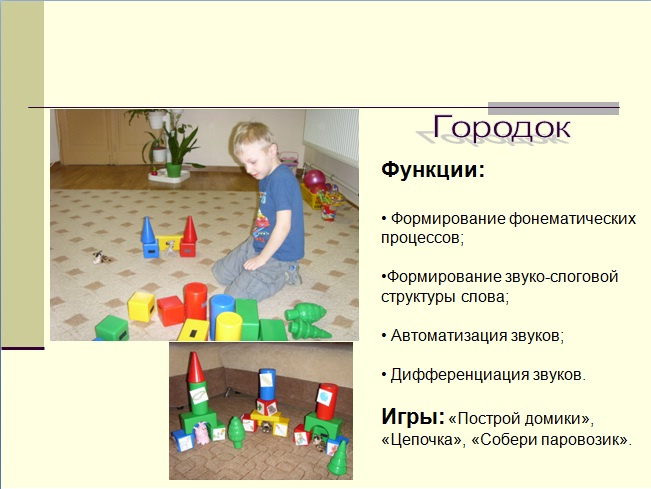 Городок
Функции:
• Формирование фонематических
процессов;
•Формирование звуко-слоговой
структуры слова;
• Автоматизация звуков;
• Дифференциация звуков.
Игры: «Построй домики»,
«Цепочка», «Собери паровозик».